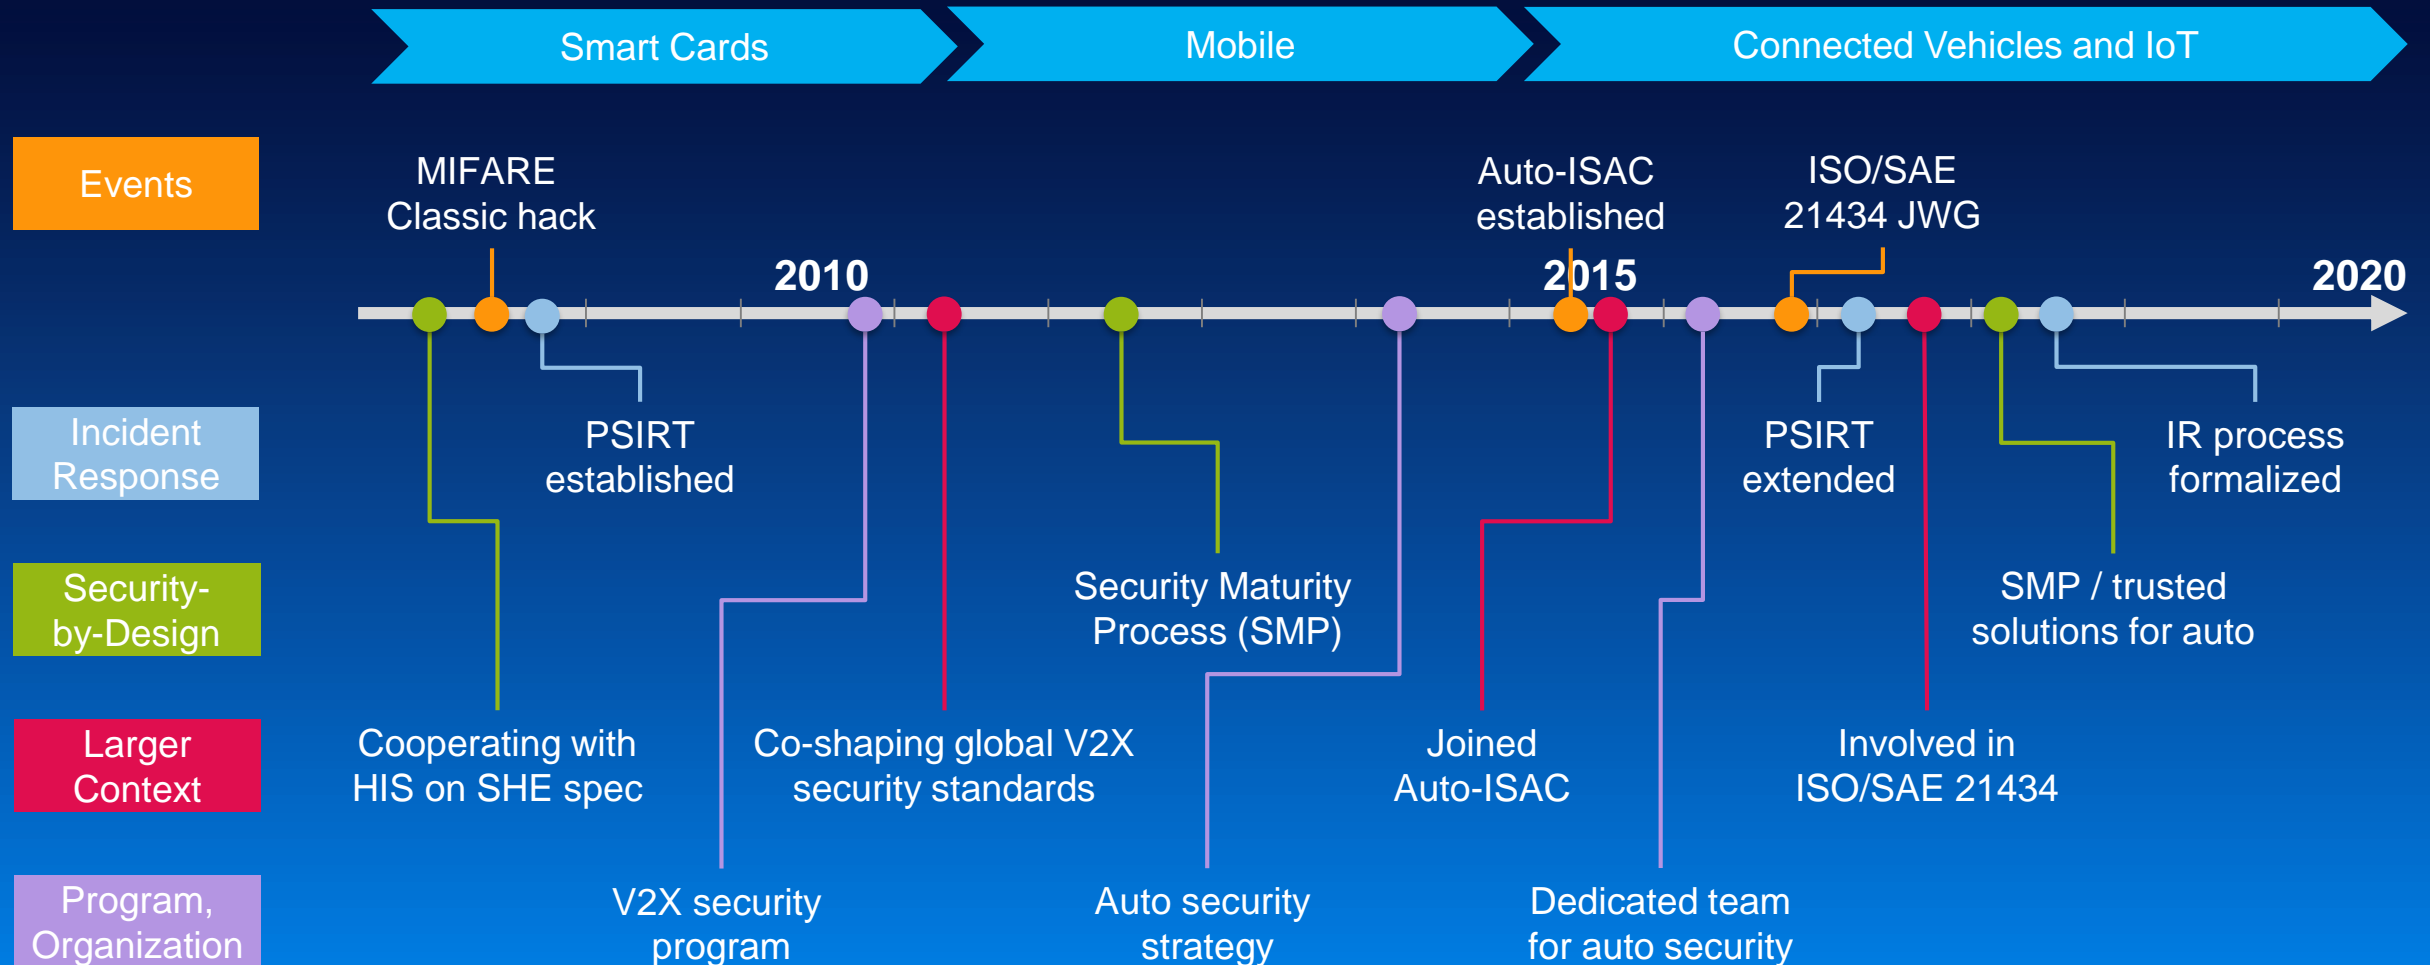 Smart Cards
Mobile
Connected Vehicles and IoT
Events
MIFARE
Classic hack
Auto-ISAC
established
ISO/SAE
21434 JWG
2010
2015
2020
Incident
Response
PSIRT
established
PSIRT
extended
IR process
formalized
Security-
by-Design
Security Maturity
Process (SMP)
SMP / trusted
solutions for auto
Larger
Context
Cooperating with
HIS on SHE spec
Co-shaping global V2X
security standards
Joined
Auto-ISAC
Involved in
ISO/SAE 21434
Program,
Organization
V2X security
program
Auto security
strategy
Dedicated team
for auto security